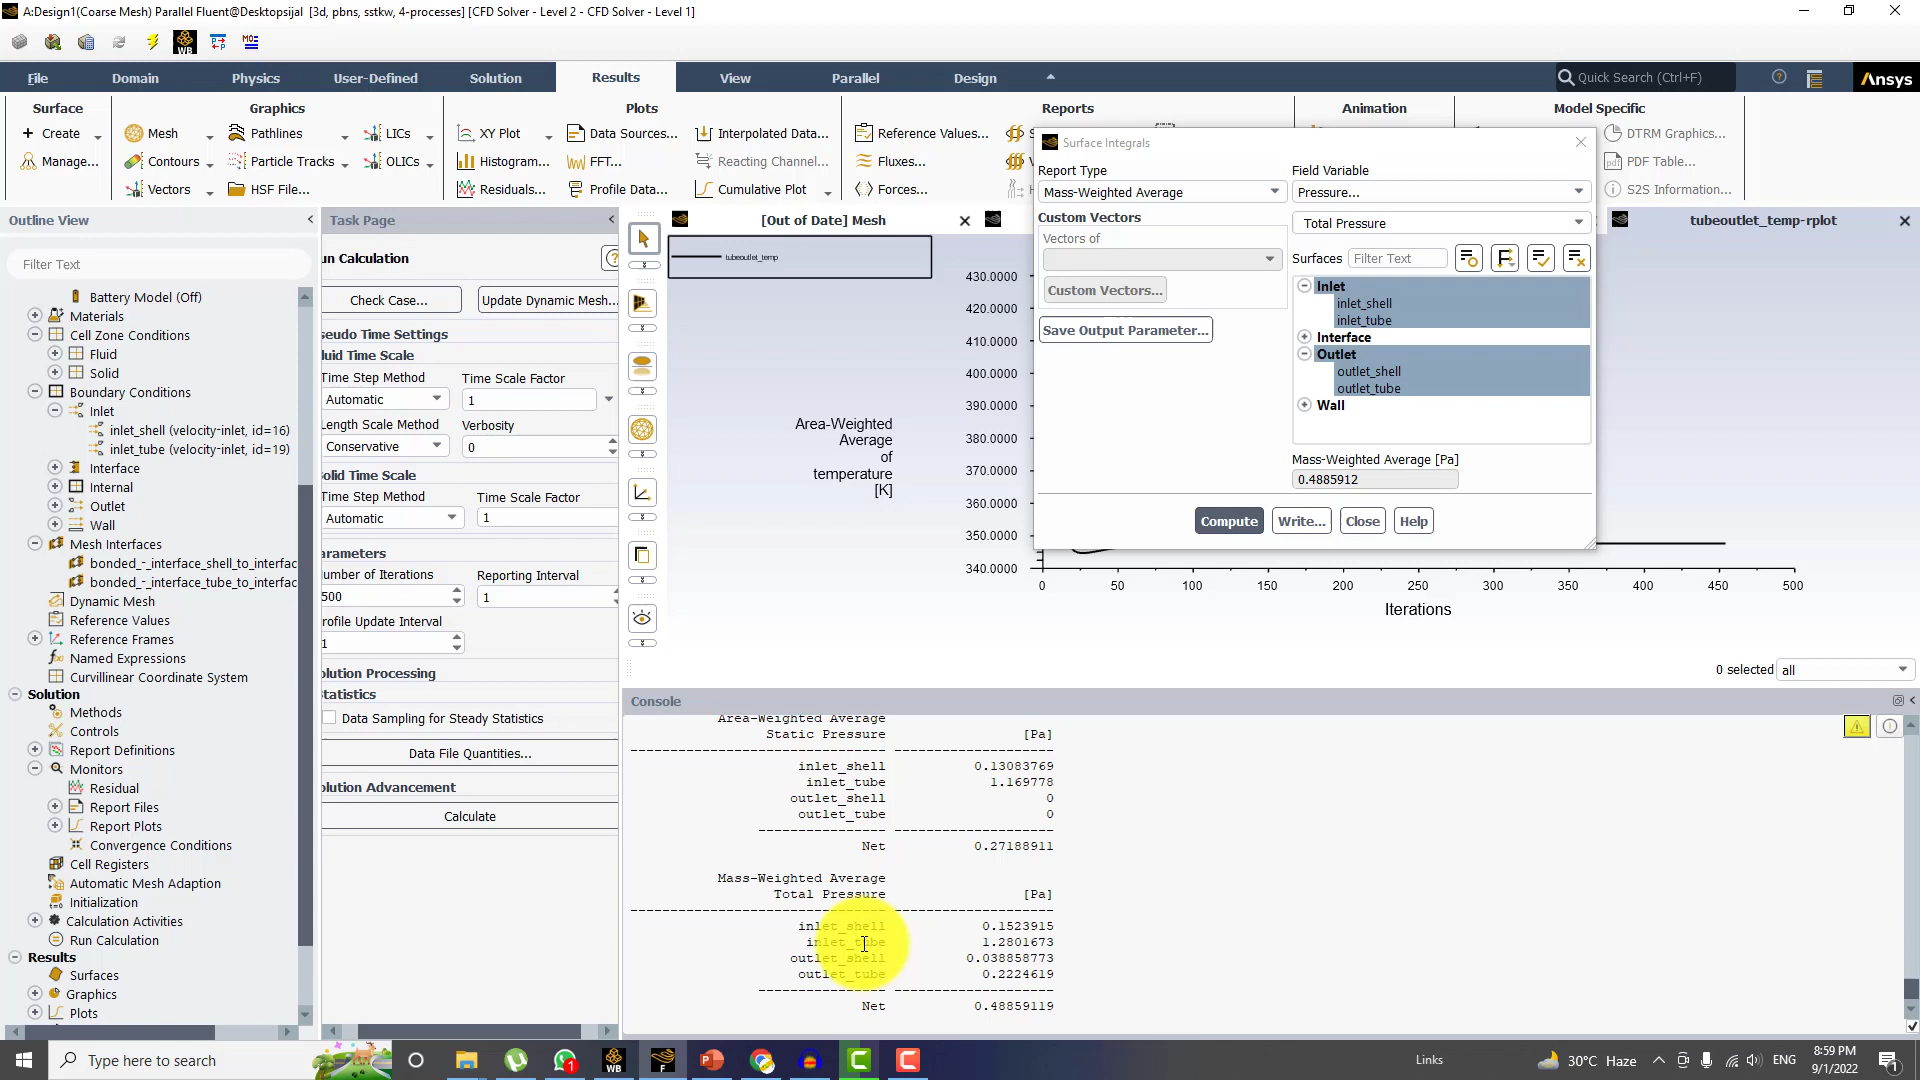 A:Design1(Coarse Mesh) Parallel Fluent@Desktopsijal [3d, pbns, sstkw, 4-processes] [CFD Solver - Level 2 - CFD Solver - Level 1]
WB
File Domain Physics User-Defined Solution Results View Parallel Design Quick Search (Ctrl+F) Ansys
Surface Graphics Plots Reports Animation Model Specific
Create Mesh Pathlines LICs XY Plot Data Sources... Interpolated Data... Reference Values... DTRM Graphics...
Manage... Contours Particle Tracks OLICs Histogram... FFT... Reacting Channel... Fluxes... PDF Table...
Vectors HSF File... Residuals... Profile Data... Cumulative Plot Forces... S2S Information...
Outline View
Filter Text
Battery Model (Off)
Materials
Cell Zone Conditions
Fluid
Solid
Boundary Conditions
Inlet
inlet_shell (velocity-inlet, id=16)
inlet_tube (velocity-inlet, id=19)
Interface
Internal
Outlet
Wall
Mesh Interfaces
bonded_-_interface_shell_to_interfac
bonded_-_interface_tube_to_interfac
Dynamic Mesh
Reference Values
Reference Frames
Named Expressions
Curvillinear Coordinate System
Solution
Methods
Controls
Report Definitions
Monitors
Residual
Report Files
Report Plots
Convergence Conditions
Cell Registers
Automatic Mesh Adaption
Initialization
Calculation Activities
Run Calculation
Results
Surfaces
Graphics
Plots
Task Page
un Calculation
Check Case... Update Dynamic Mesh...
seudo Time Settings
luid Time Scale
Time Step Method Time Scale Factor
Automatic 1
Length Scale Method Verbosity
Conservative 0
olid Time Scale
Time Step Method Time Scale Factor
Automatic 1
arameters
umber of Iterations Reporting Interval
500 1
rofile Update Interval
1
olution Processing
tatistics
Data Sampling for Steady Statistics
Data File Quantities...
olution Advancement
Calculate
[Out of Date] Mesh
tubeoutlet_temp-rplot
tubeoutlet_temp
430.0000
420.0000
410.0000
400.0000
390.0000
380.0000
370.0000
360.0000
350.0000
340.0000
Area-Weighted
Average
of
temperature
[K]
0 50 100 150 200 250 300 350 400 450 500
Iterations
Surface Integrals
Report Type Field Variable
Mass-Weighted Average Pressure...
Custom Vectors Total Pressure
Vectors of
Surfaces Filter Text
Custom Vectors...
Save Output Parameter...
Inlet
inlet_shell
inlet_tube
Interface
Outlet
outlet_shell
outlet_tube
Wall
Mass-Weighted Average [Pa]
0.4885912
Compute Write... Close Help
0 selected all
Console
Area-Weighted Average
Static Pressure [Pa]
-------------------------------- --------------------
inlet_shell 0.13083769
inlet_tube 1.169778
outlet_shell 0
outlet_tube 0
---------------- --------------------
Net 0.27188911
Mass-Weighted Average
Total Pressure [Pa]
-------------------------------- --------------------
inlet_shell 0.1523915
inlet_tube 1.2801673
outlet_shell 0.038858773
outlet_tube 0.2224619
---------------- --------------------
Net 0.48859119
Type here to search
Links 30°C Haze ENG 8:59 PM
9/1/2022